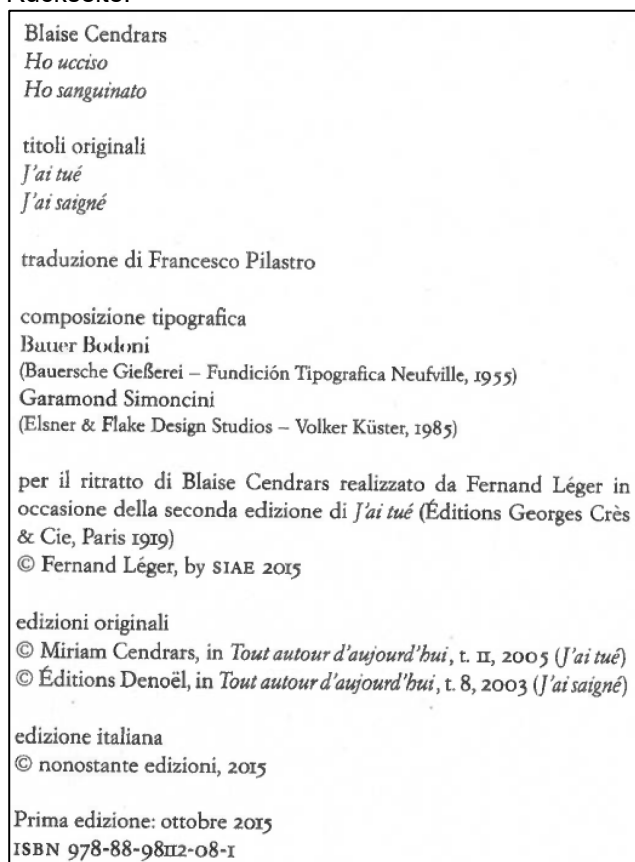 Rückseite:
Blaise Cendrars
Ho ucciso
Ho sanguinato
titoli originali
J'ai tué
J'ai saigné
traduzione di Francesco Pilastro
composizione tipografica
Bauer Bodoni
(Bauersche Gießerei – Fundición Tipografica Neufville, 1955)
Garamond Simoncini
(Elsner & Flake Design Studios – Volker Küster, 1985)
per il ritratto di Blaise Cendrars realizzato da Fernand Léger in
occasione della seconda edizione di J'ai tué (Éditions Georges Crès
& Cie, Paris 1919)
© Fernand Léger, by SIAE 2015
edizioni originali
© Miriam Cendrars, in Tout autour d'aujourd'hui, t. 11, 2005 (J'ai tué)
© Éditions Denoël, in Tout autour d'aujourd'hui, t. 8, 2003 (J'ai saigné)
edizione italiana
© nonostante edizioni, 2015
Prima edizione: ottobre 2015
ISBN 978-88-98112-08-1